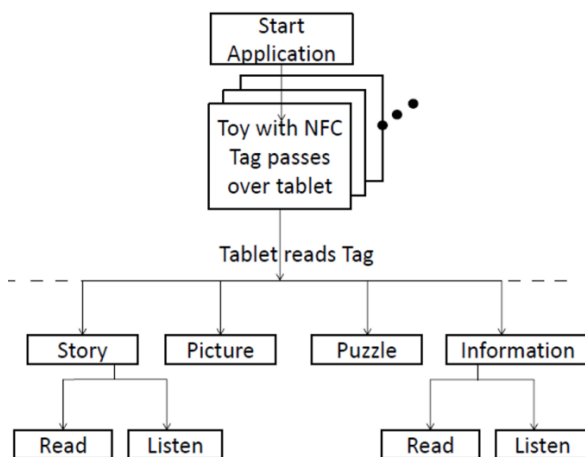 Start
Application
Toy with NFC
Tag passes
over tablet
Tablet reads Tag
Story
Picture
Puzzle
Information
Read
Listen
Read
Listen